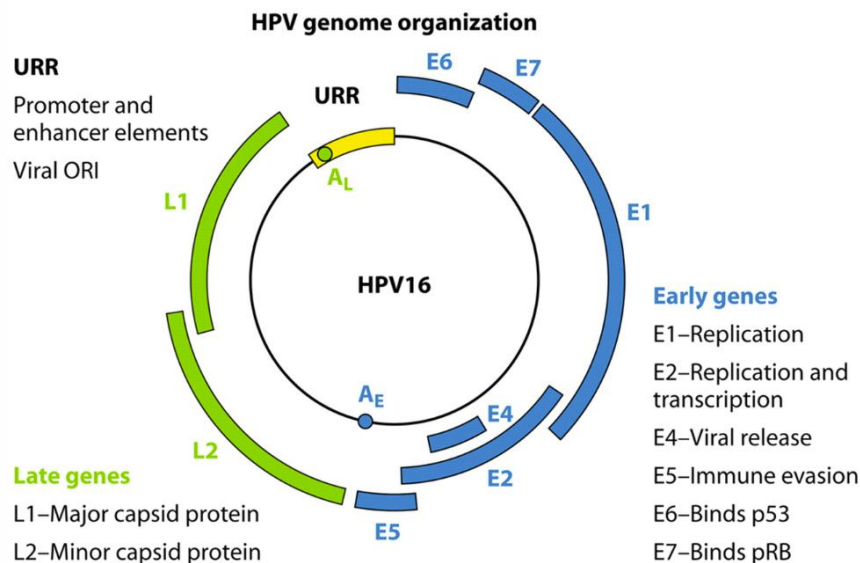 HPV genome organization
URR
Promoter and
enhancer elements
Viral ORI
URR
E6
E7
A_L
L1
E1
HPV16
A_E
E4
L2
E2
E5
Early genes
E1–Replication
E2–Replication and
transcription
E4–Viral release
E5–Immune evasion
E6–Binds p53
E7–Binds pRB
Late genes
L1–Major capsid protein
L2–Minor capsid protein